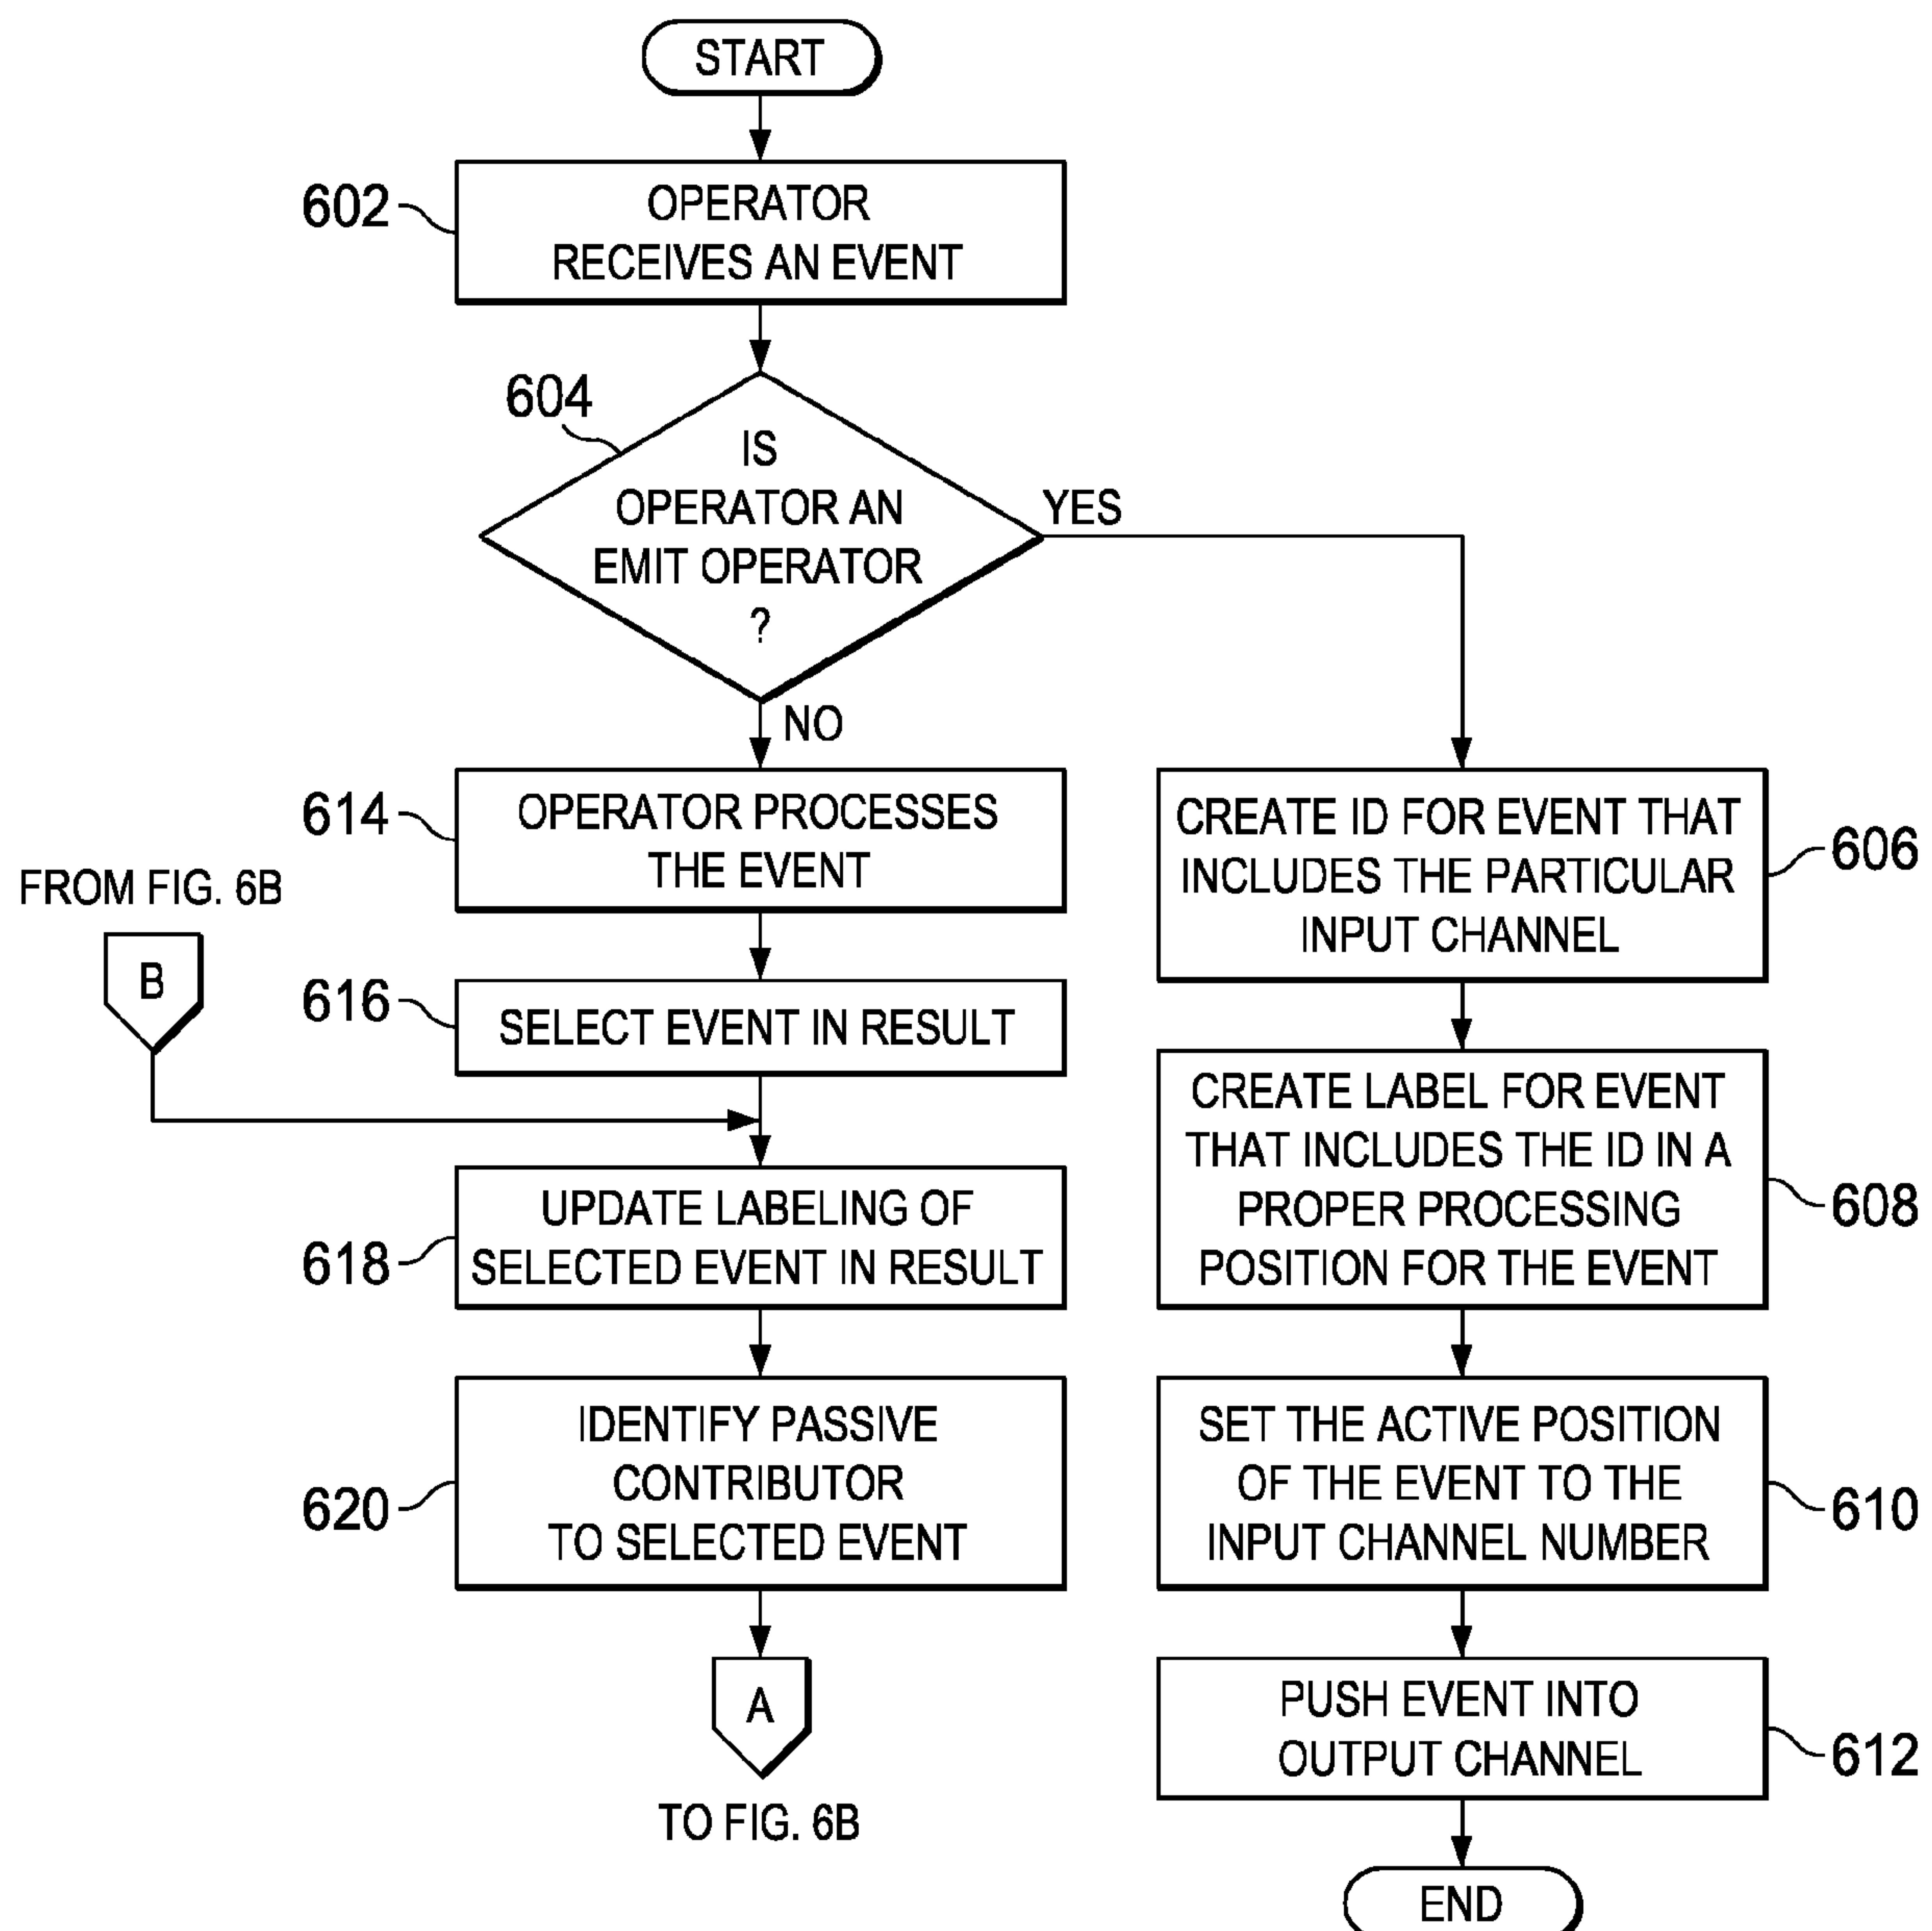 START
602
OPERATOR
RECEIVES AN EVENT
604
IS
OPERATOR AN
EMIT OPERATOR
?
YES
NO
614
OPERATOR PROCESSES
THE EVENT
FROM FIG. 6B
B
616
SELECT EVENT IN RESULT
618
UPDATE LABELING OF
SELECTED EVENT IN RESULT
620
IDENTIFY PASSIVE
CONTRIBUTOR
TO SELECTED EVENT
A
TO FIG. 6B
CREATE ID FOR EVENT THAT
INCLUDES THE PARTICULAR
INPUT CHANNEL
606
CREATE LABEL FOR EVENT
THAT INCLUDES THE ID IN A
PROPER PROCESSING
POSITION FOR THE EVENT
608
SET THE ACTIVE POSITION
OF THE EVENT TO THE
INPUT CHANNEL NUMBER
610
PUSH EVENT INTO
OUTPUT CHANNEL
612
END